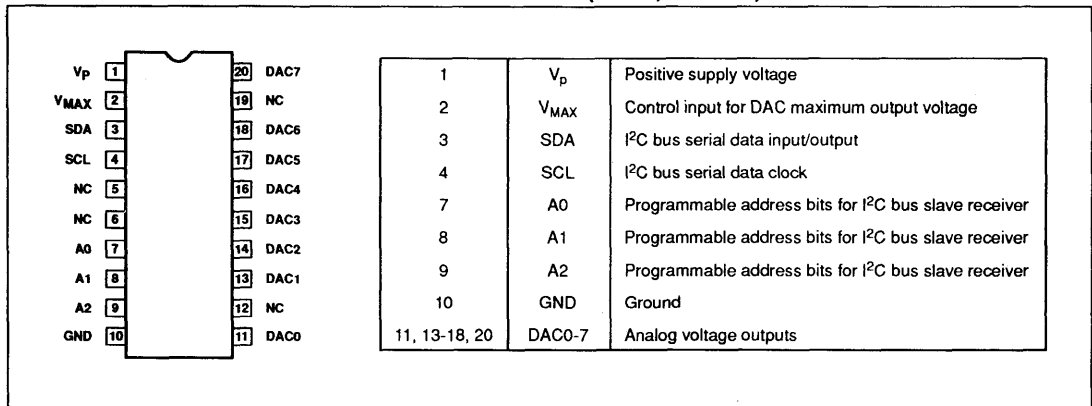 VP 1 20 DAC7
VMAX 2 19 NC
SDA 3 18 DAC6
SCL 4 17 DAC5
NC 5 16 DAC4
NC 6 15 DAC3
A0 7 14 DAC2
A1 8 13 DAC1
A2 9 12 NC
GND 10 11 DAC0
1 Vp Positive supply voltage
2 VMAX Control input for DAC maximum output voltage
3 SDA I²C bus serial data input/output
4 SCL I²C bus serial data clock
7 A0 Programmable address bits for I²C bus slave receiver
8 A1 Programmable address bits for I²C bus slave receiver
9 A2 Programmable address bits for I²C bus slave receiver
10 GND Ground
11, 13-18, 20 DAC0-7 Analog voltage outputs